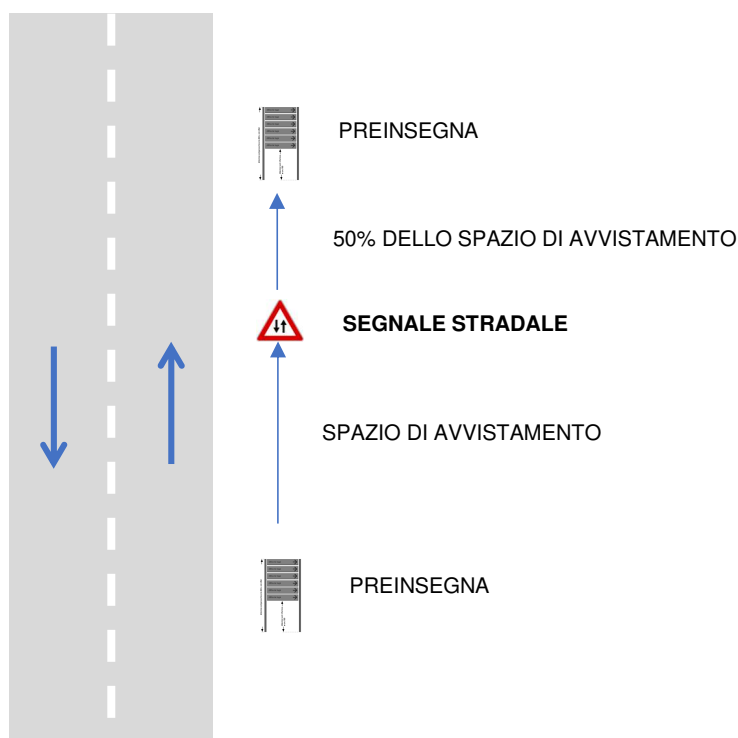 PREINSEGNA
50% DELLO SPAZIO DI AVVISTAMENTO
SEGNALE STRADALE
SPAZIO DI AVVISTAMENTO
PREINSEGNA